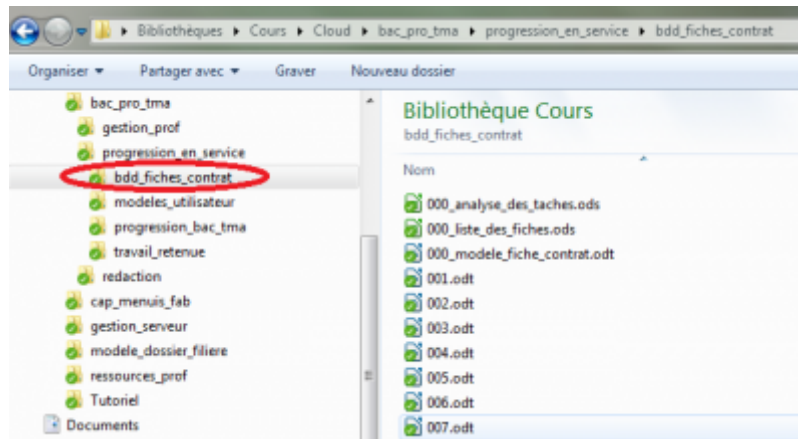 Bibliothèques Cours Cloud bac_pro_tma progression_en_service bdd_fiches_contrat
Organiser Partager avec Graver Nouveau dossier
bac_pro_tma
gestion_prof
progression_en_service
bdd_fiches_contrat
modeles_utilisateur
progression_bac_tma
travail_retenue
redaction
cap_menuis_fab
gestion_serveur
modele_dossier_filiere
ressources_prof
Tutoriel
Documents
Bibliothèque Cours
bdd_fiches_contrat
Nom
000_analyse_des_taches.ods
000_liste_des_fiches.ods
000_modele_fiche_contrat.odt
001.odt
002.odt
003.odt
004.odt
005.odt
006.odt
007.odt